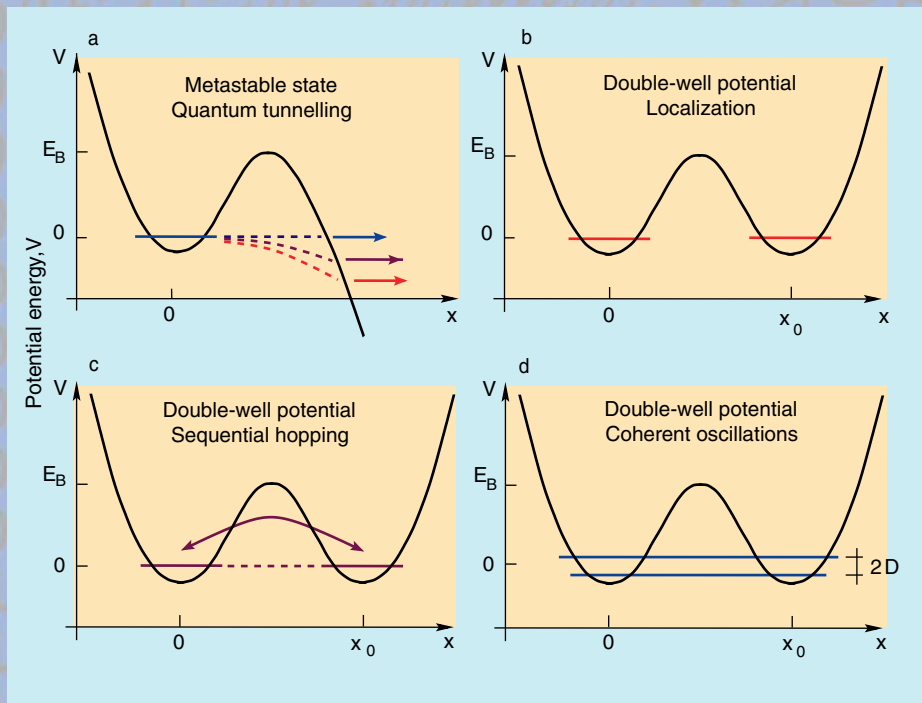 Potential energy, V
a
V
Metastable state
Quantum tunnelling
E_B
0
0
x
b
V
Double-well potential
Localization
E_B
0
0
x_0
x
c
V
Double-well potential
Sequential hopping
E_B
0
0
x_0
x
d
V
Double-well potential
Coherent oscillations
E_B
0
2D
0
x_0
x